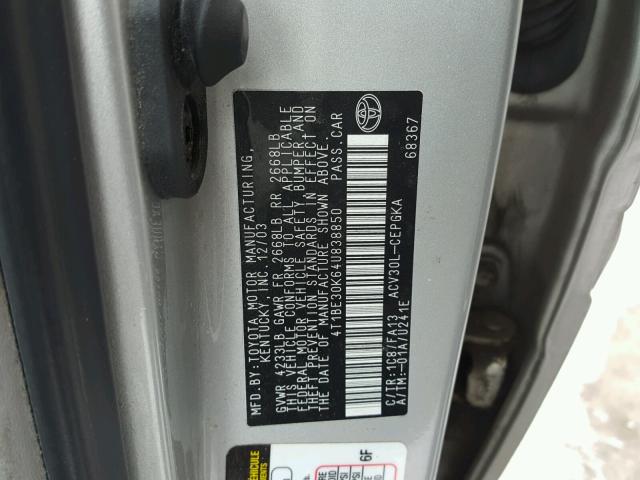 MFD.BY:TOYOTA MOTOR MANUFACTURING,
KENTUCKY, INC. 12/03
GVWR 4233LB GAWR FR 2668LB RR 2668LB
THIS VEHICLE CONFORMS TO ALL APPLICABLE
FEDERAL MOTOR VEHICLE SAFETY, BUMPER, AND
THEFT PREVENTION STANDARDS IN EFFECT ON
THE DATE OF MANUFACTURE SHOWN ABOVE.
4T1BE30K64U838850 PASS.CAR
C/TR:1C8/FA13 ACV30L-CEPGKA
A/TM:-01A/U241E
68367
VÉHICULE
6F